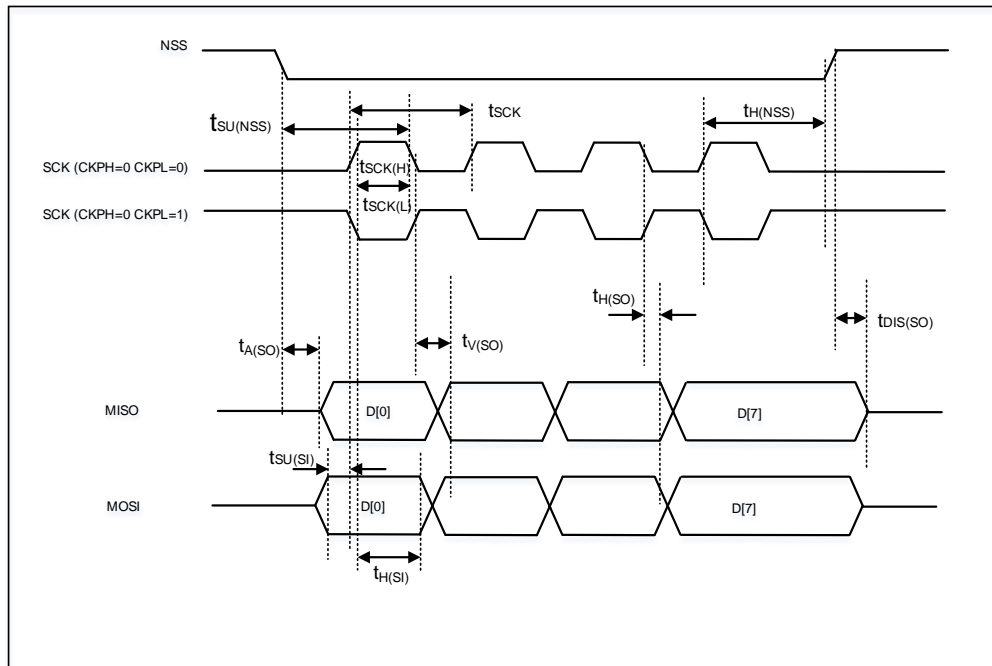 NSS
tSCK
tH(NSS)
tSU(NSS)
SCK (CKPH=0 CKPL=0)
tSCK(H)
tSCK(L)
SCK (CKPH=0 CKPL=1)
tH(SO)
tDIS(SO)
tA(SO)
tV(SO)
MISO
D[0]
D[7]
tSU(SI)
MOSI
D[0]
D[7]
tH(SI)